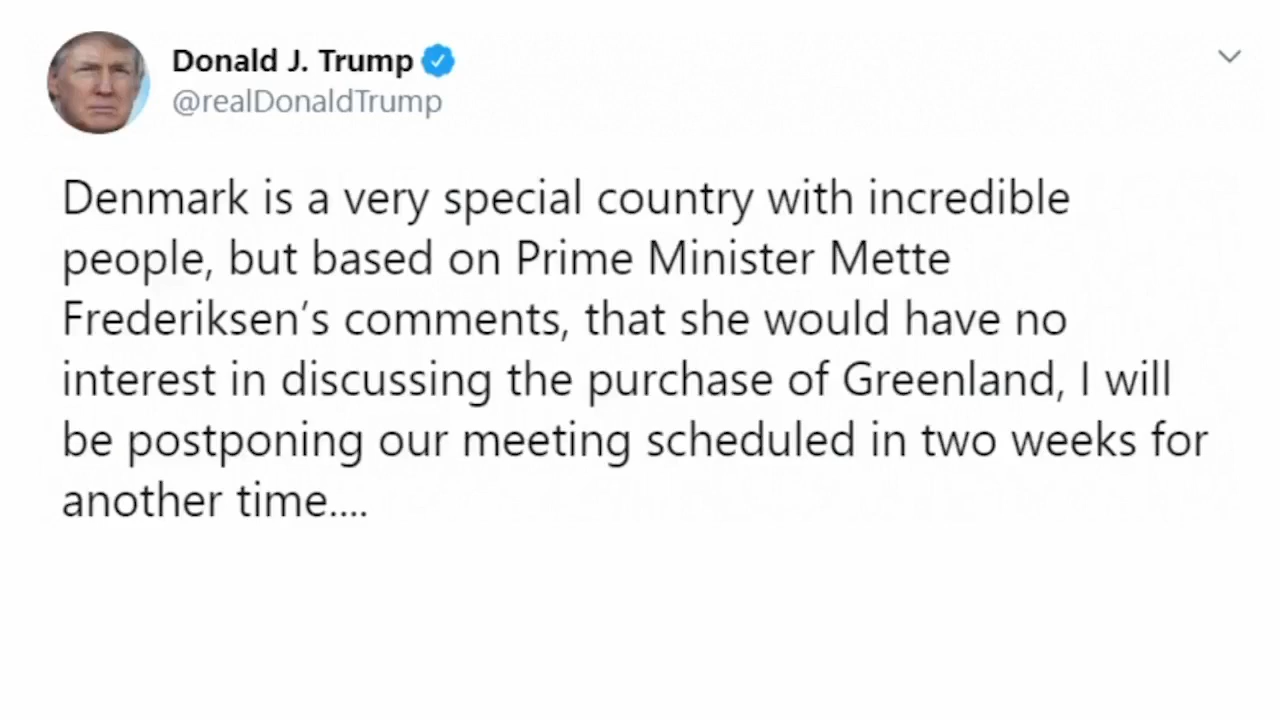 Donald J. Trump
@realDonaldTrump
Denmark is a very special country with incredible
people, but based on Prime Minister Mette
Frederiksen’s comments, that she would have no
interest in discussing the purchase of Greenland, I will
be postponing our meeting scheduled in two weeks for
another time....